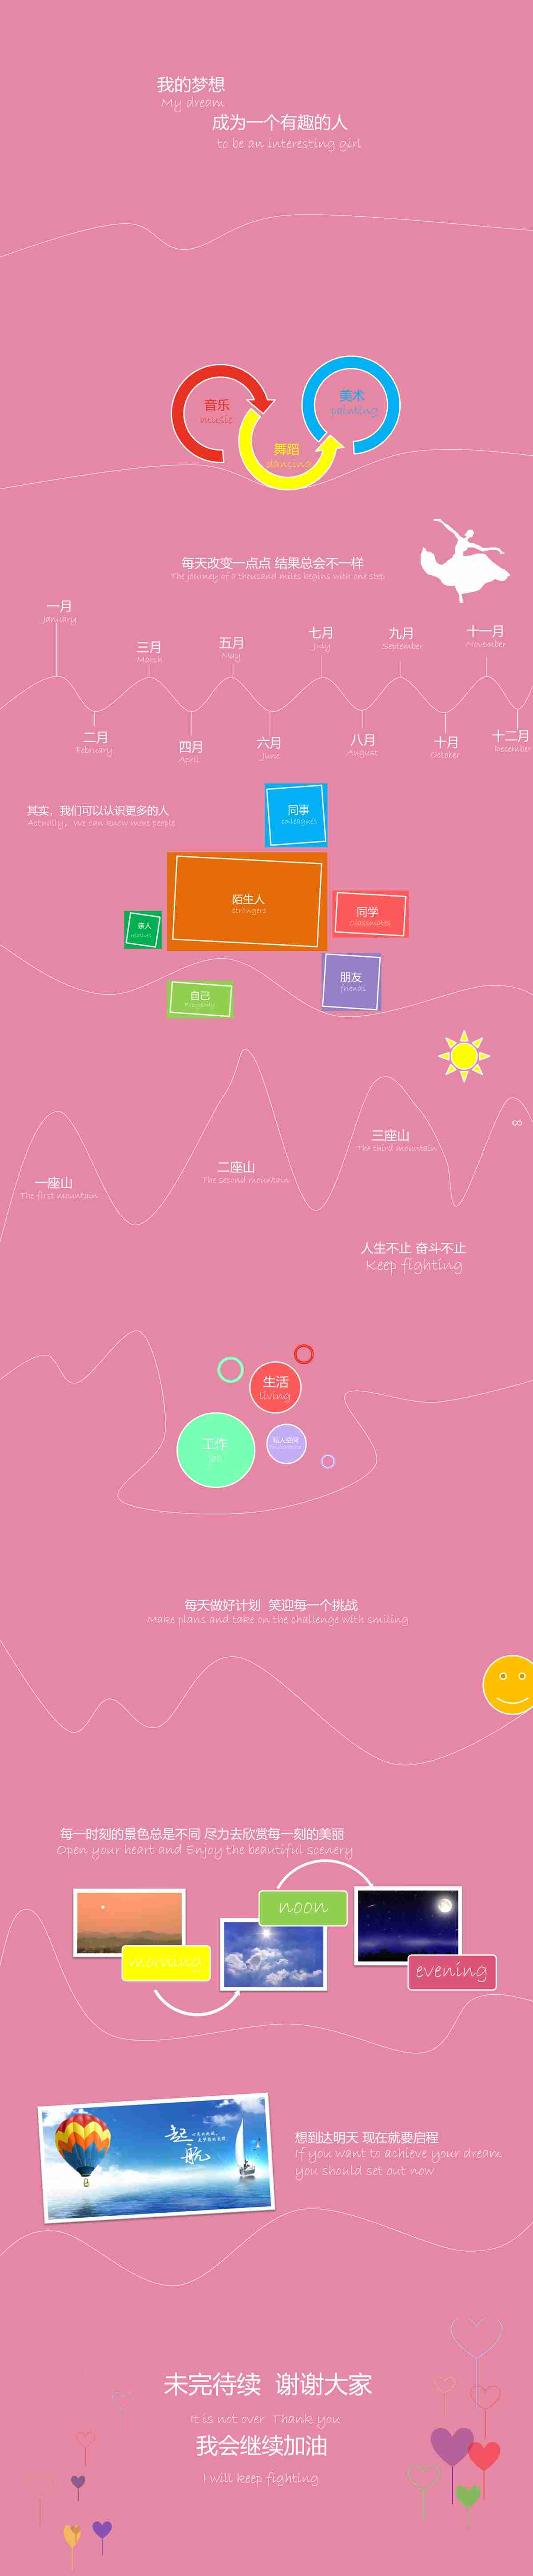 我的梦想
My dream
成为一个有趣的人
to be an interesting girl
音乐
music
美术
painting
舞蹈
dancing
每天改变一点点 结果总会不一样
The journey of a thousand miles begins with one step
一月
January
三月
March
五月
May
七月
July
九月
September
十一月
November
二月
February
四月
April
六月
June
八月
August
十月
October
十二月
December
其实，我们可以认识更多的人
Actually, We can know more people
同事
colleagues
陌生人
strangers
同学
Classmates
亲人
朋友
friends
自己
一座山
The first mountain
二座山
The second mountain
三座山
The third mountain
∞
人生不止 奋斗不止
Keep fighting
生活
living
工作
job
私人空间
每天做好计划 笑迎每一个挑战
Make plans and take on the challenge with smiling
每一时刻的景色总是不同 尽力去欣赏每一刻的美丽
Open your heart and Enjoy the beautiful scenery
noon
morning
evening
起航
想到达明天 现在就要启程
If you want to achieve your dream
you should set out now
未完待续 谢谢大家
It is not over Thank you
我会继续加油
I will keep fighting